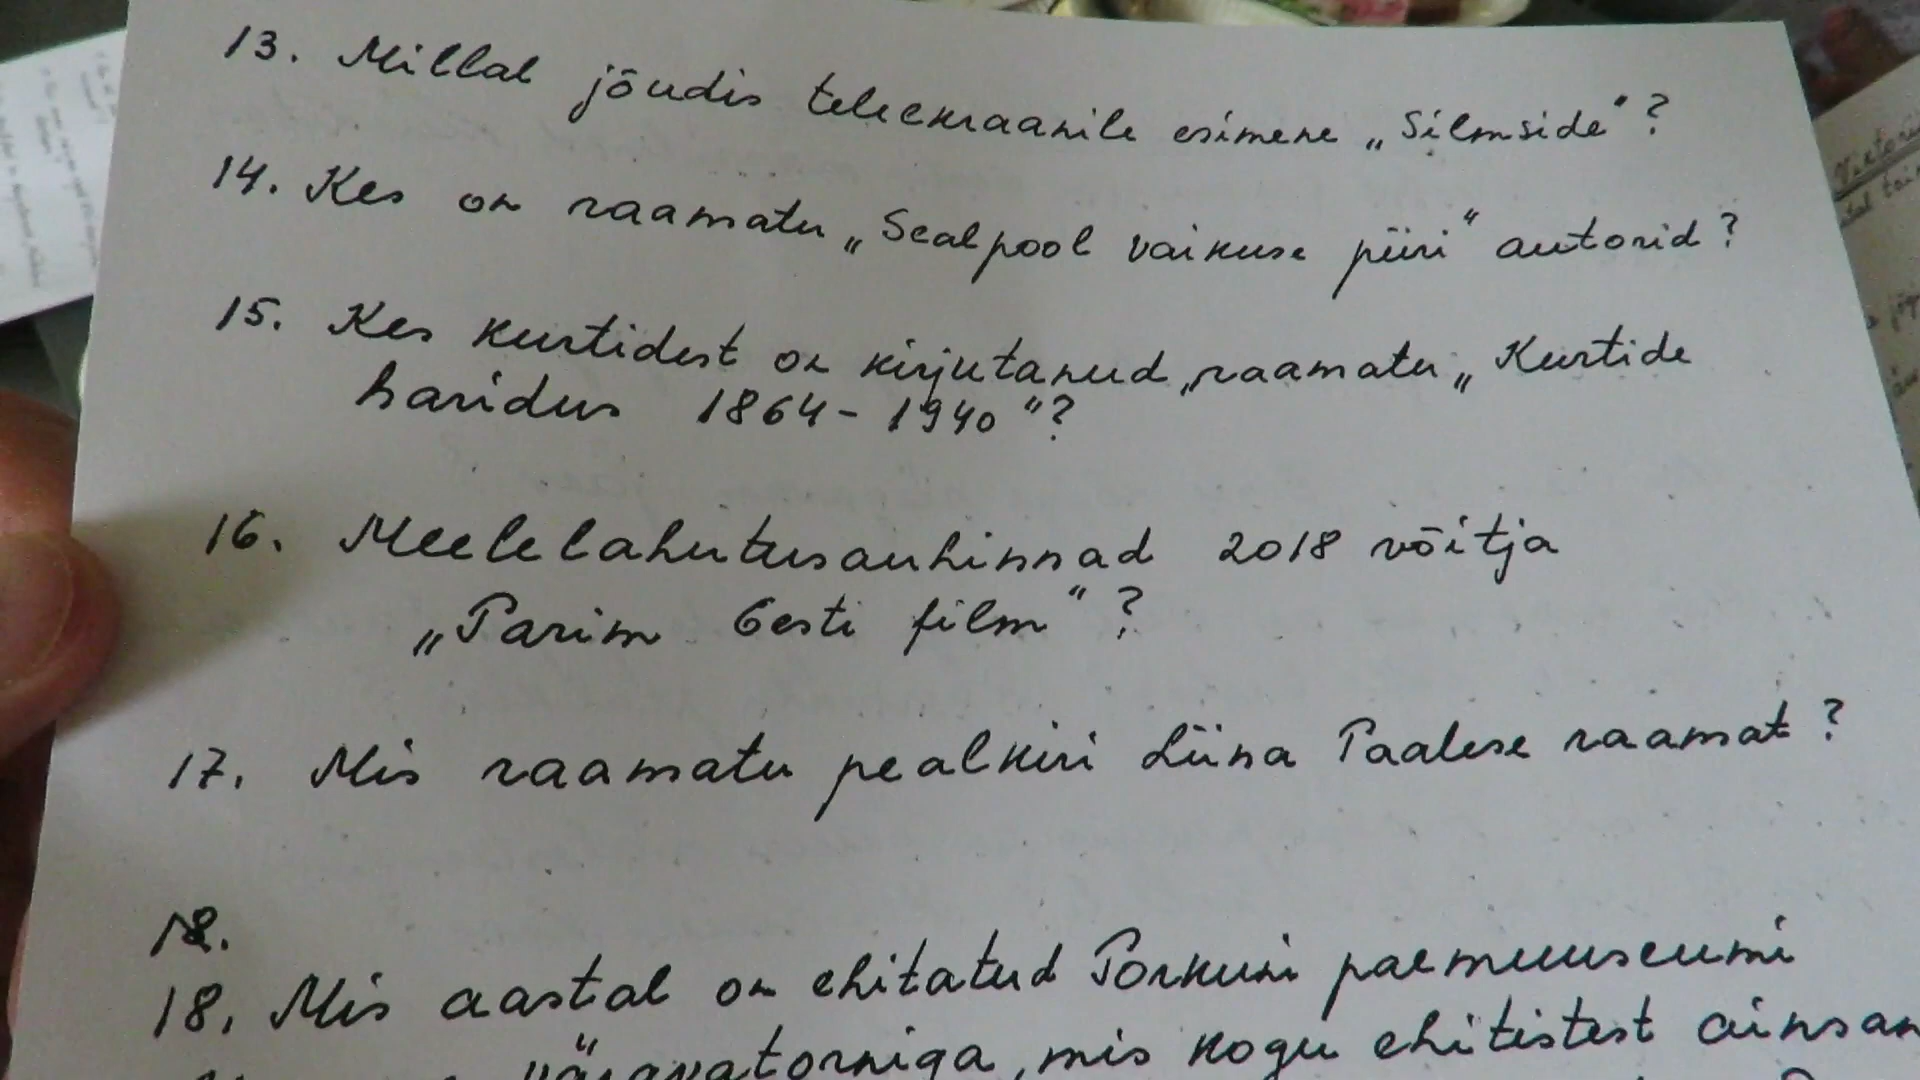 13. Millal jõudis teleekraanile esimene „Silmside"?
14. Kes on raamatu „Sealpool vaikuse piiri" autorid?
15. Kes kurtidest on kirjutanud raamatu „Kurtide
haridus 1864-1940"?
16. Meelelahutusauhinnad 2018 võitja
„Parim Eesti film"?
17. Mis raamatu pealkiri Liina Paalese raamat?
18.
18. Mis aastal on ehitatud Porkuni paemuuseumi
väravatorniga, mis kogu ehitistest ainsan